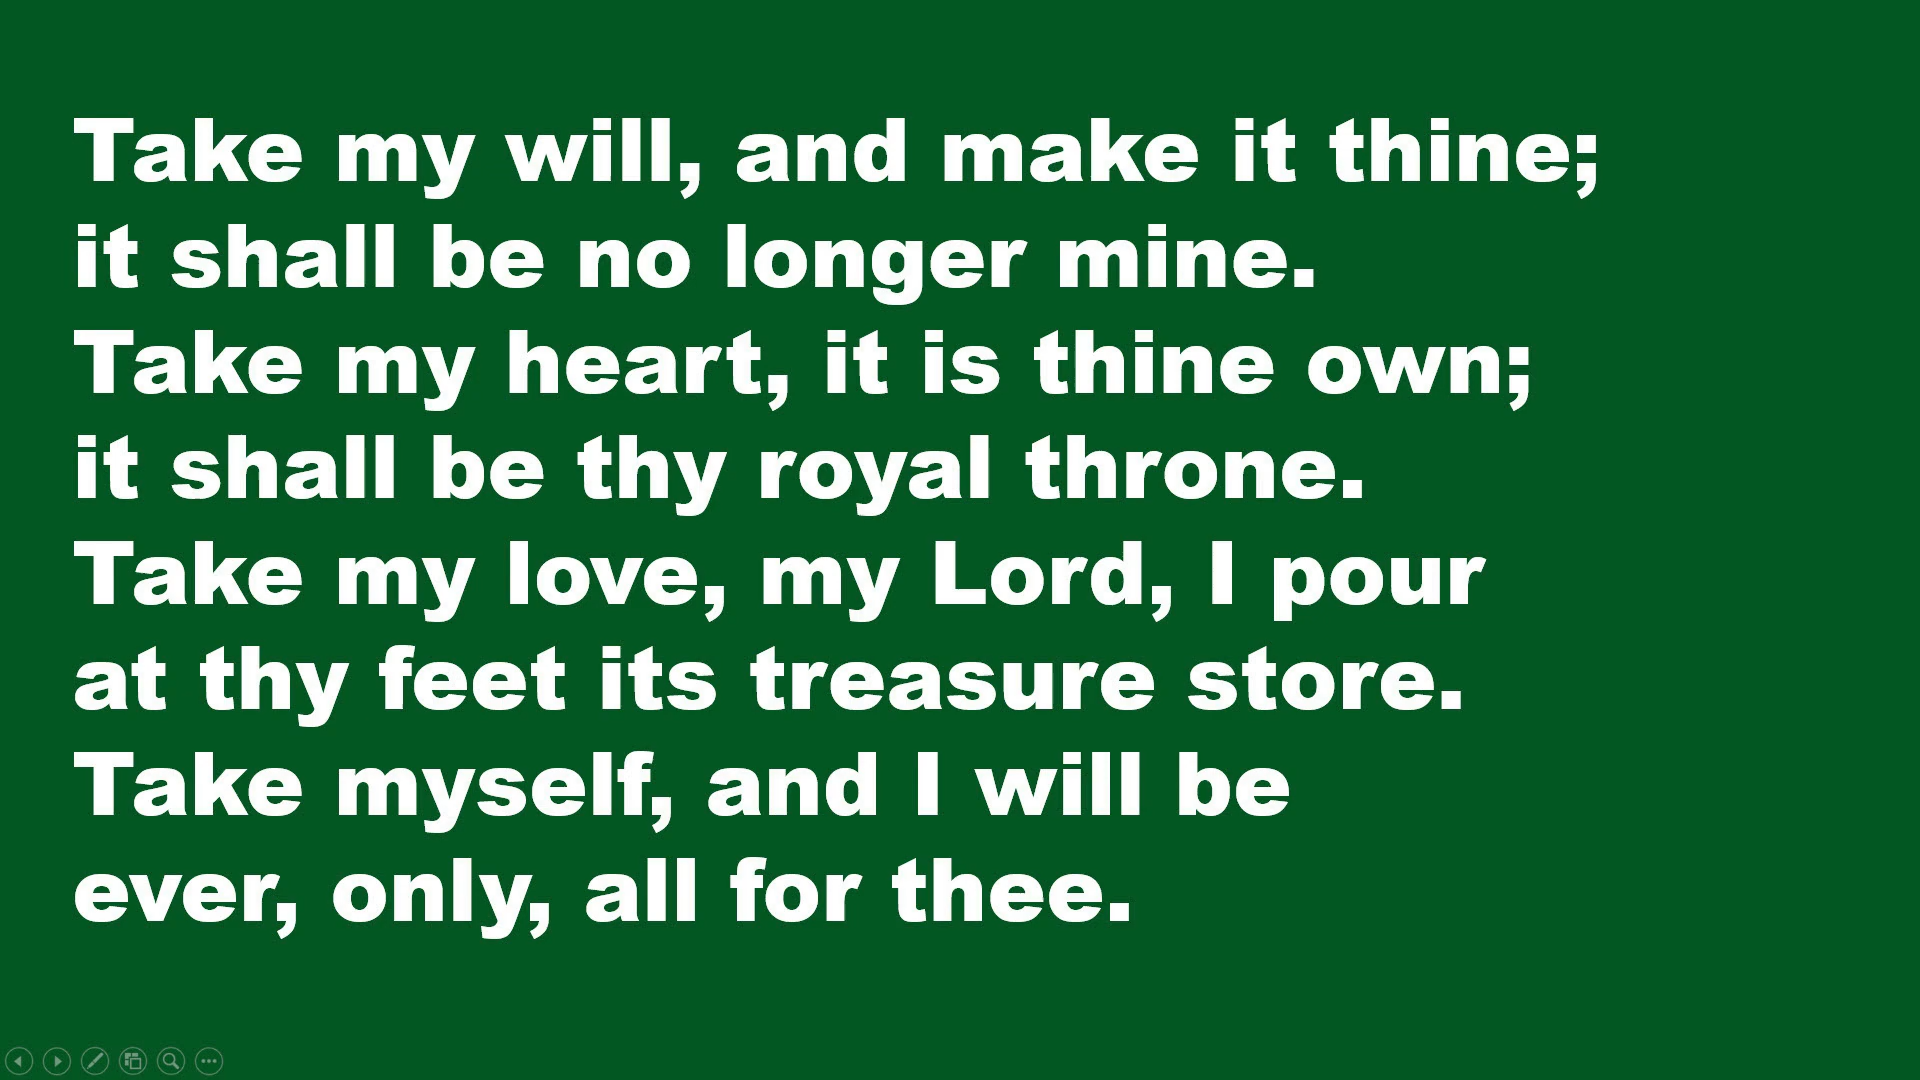 Take my will, and make it thine;
it shall be no longer mine.
Take my heart, it is thine own;
it shall be thy royal throne.
Take my love, my Lord, I pour
at thy feet its treasure store.
Take myself, and I will be
ever, only, all for thee.